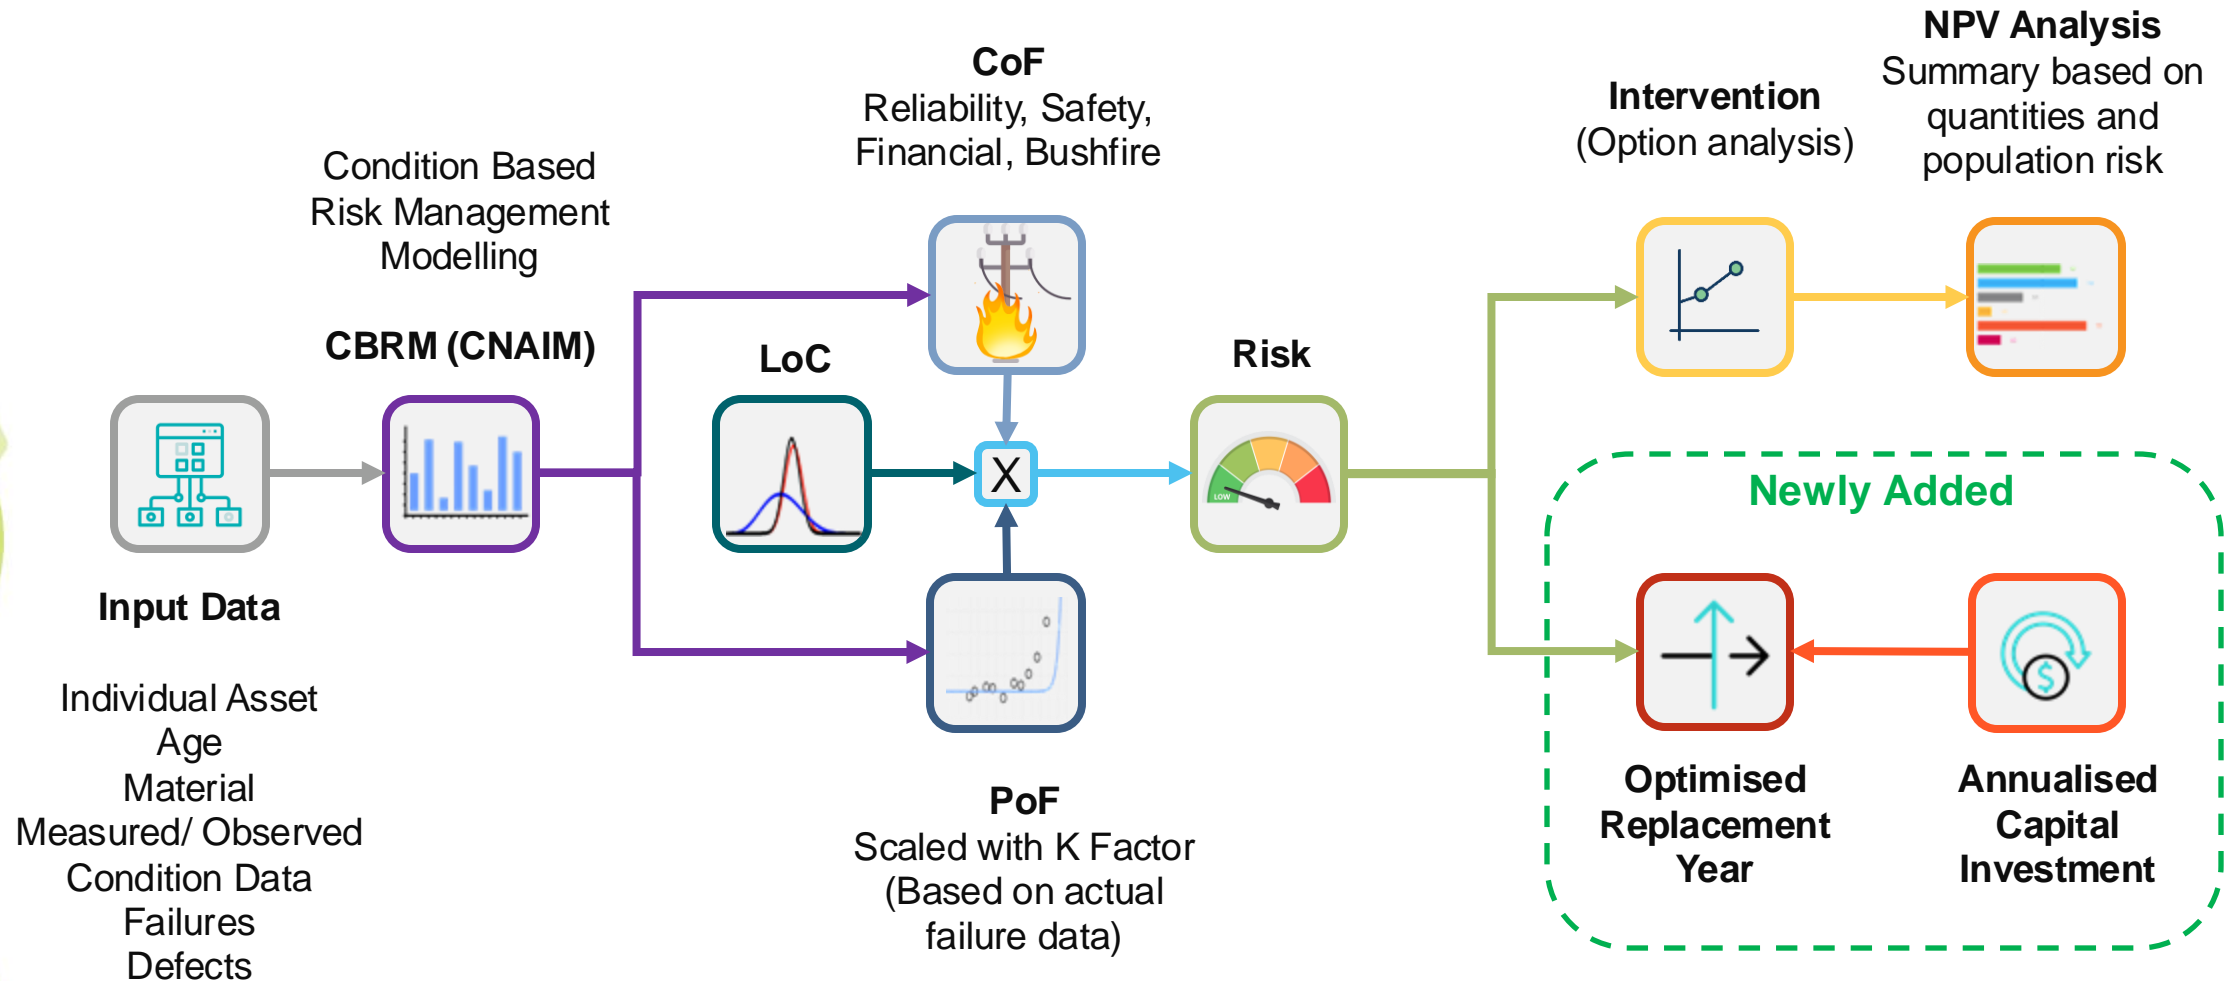 NPV Analysis
Summary based on
quantities and
population risk
CoF
Reliability, Safety,
Financial, Bushfire
Intervention
(Option analysis)
Condition Based
Risk Management
Modelling
CBRM (CNAIM)
LoC
Risk
X
LOW
Newly Added
Input Data
Individual Asset
Age
Material
Measured/ Observed
Condition Data
Failures
Defects
PoF
Scaled with K Factor
(Based on actual
failure data)
$
Optimised
Replacement
Year
Annualised
Capital
Investment